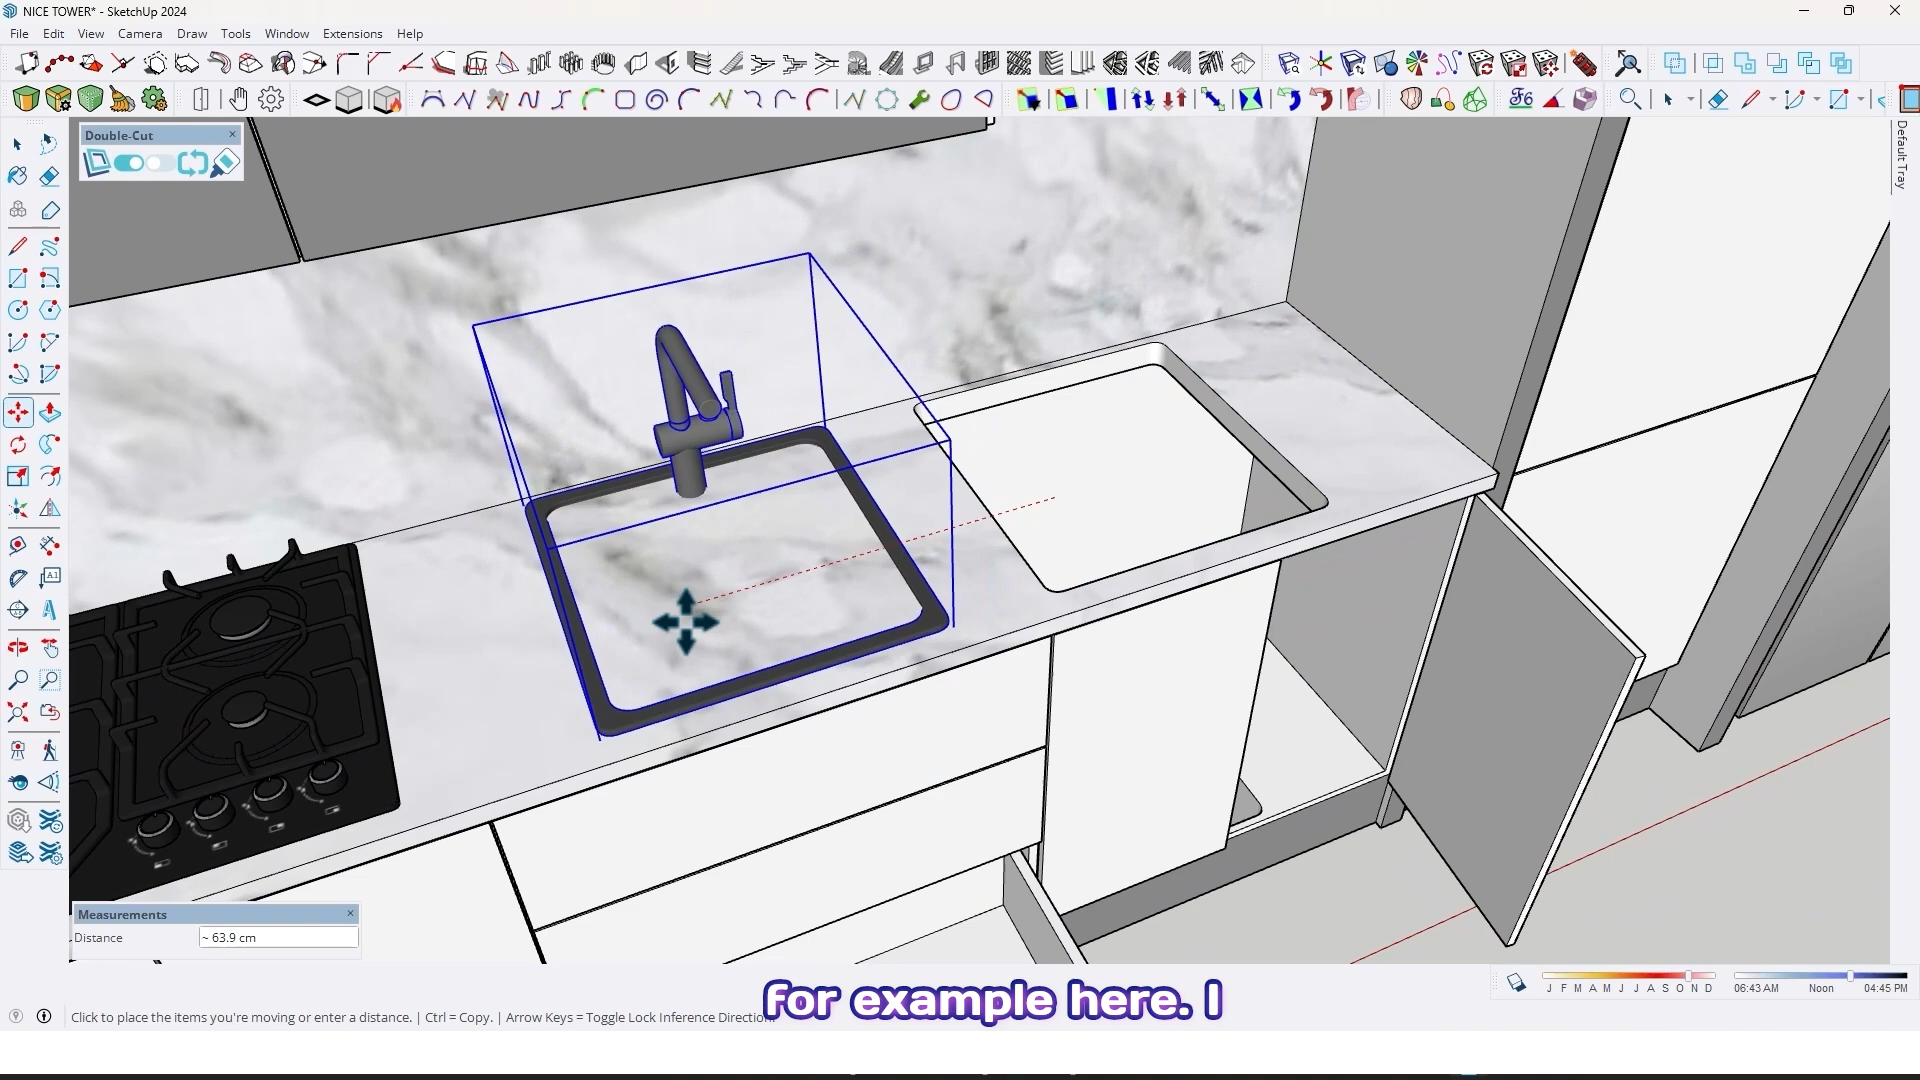 NICE TOWER* - SketchUp 2024
File Edit View Camera Draw Tools Window Extensions Help
F6
Double-Cut
Default Tray
A1
Measurements
Distance ~ 63.9 cm
for example here. I
J F M A M J J A S O N D 06:43 AM Noon 04:45 PM
Click to place the items you're moving or enter a distance. | Ctrl = Copy. | Arrow Keys = Toggle Lock Inference Direction